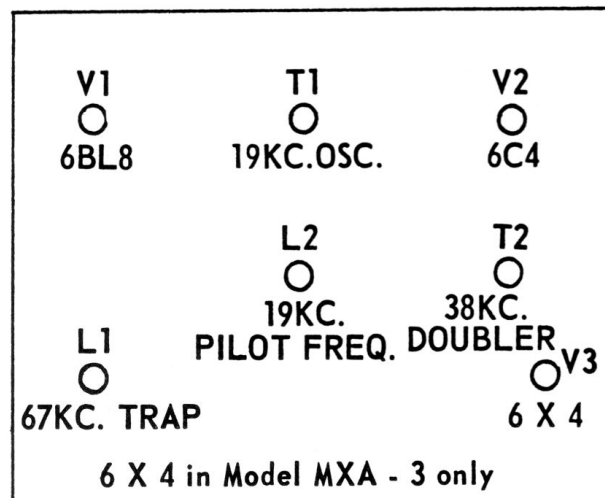 V1 T1 V2
6BL8 19KC.OSC. 6C4
L2 T2
19KC. 38KC.
PILOT FREQ. DOUBLER
L1 V3
67KC. TRAP 6 X 4
6 X 4 in Model MXA - 3 only